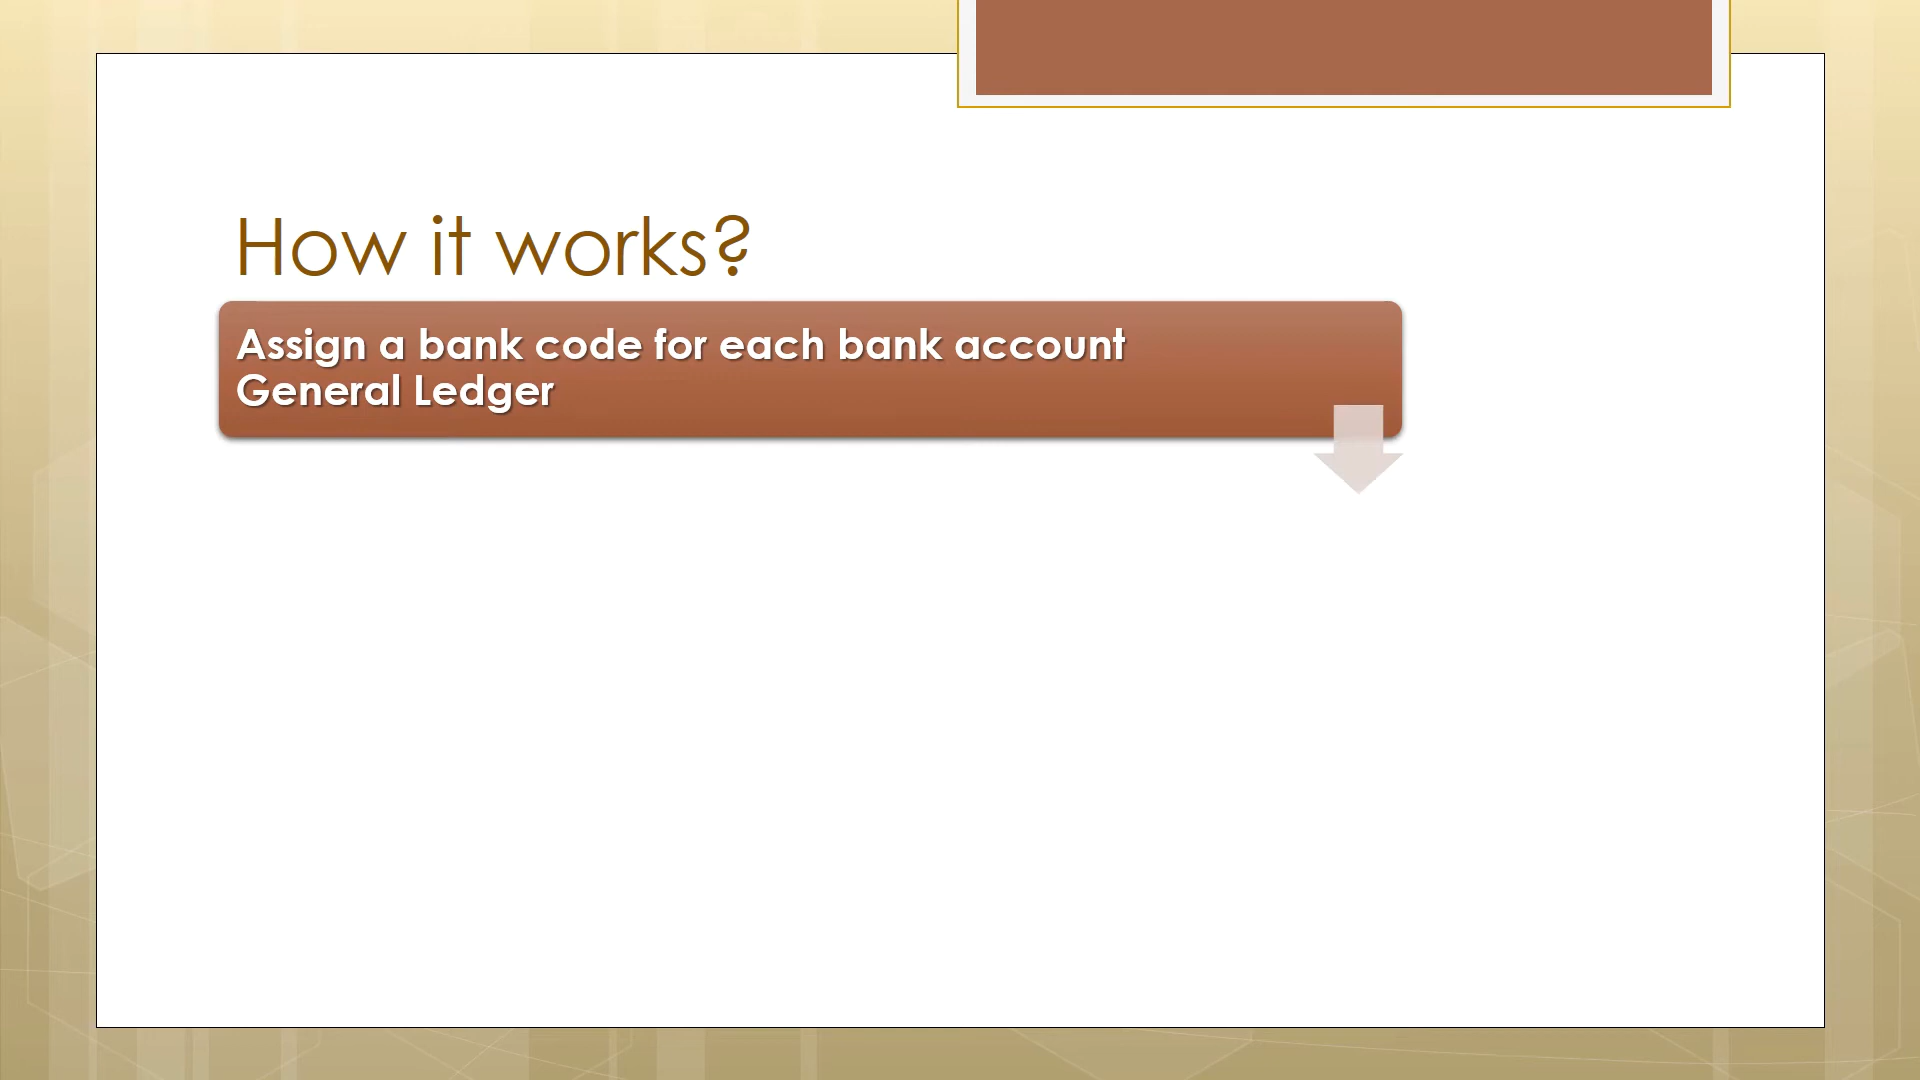 How it works?
Assign a bank code for each bank account
General Ledger